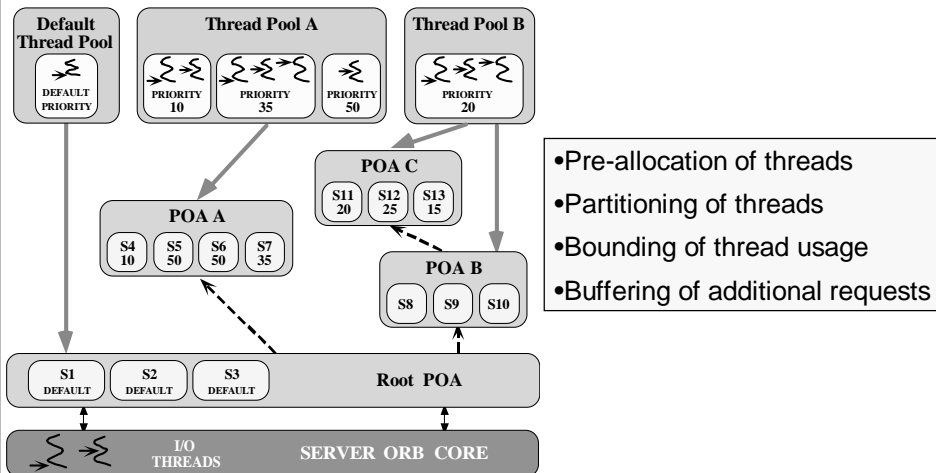 Default
Thread Pool
DEFAULT
PRIORITY
Thread Pool A
PRIORITY
10
PRIORITY
35
PRIORITY
50
Thread Pool B
PRIORITY
20
POA C
S11
20
S12
25
S13
15
POA A
S4
10
S5
50
S6
50
S7
35
POA B
S8
S9
S10
S1
DEFAULT
S2
DEFAULT
S3
DEFAULT
Root POA
I/O
THREADS
SERVER ORB CORE
•Pre-allocation of threads
•Partitioning of threads
•Bounding of thread usage
•Buffering of additional requests